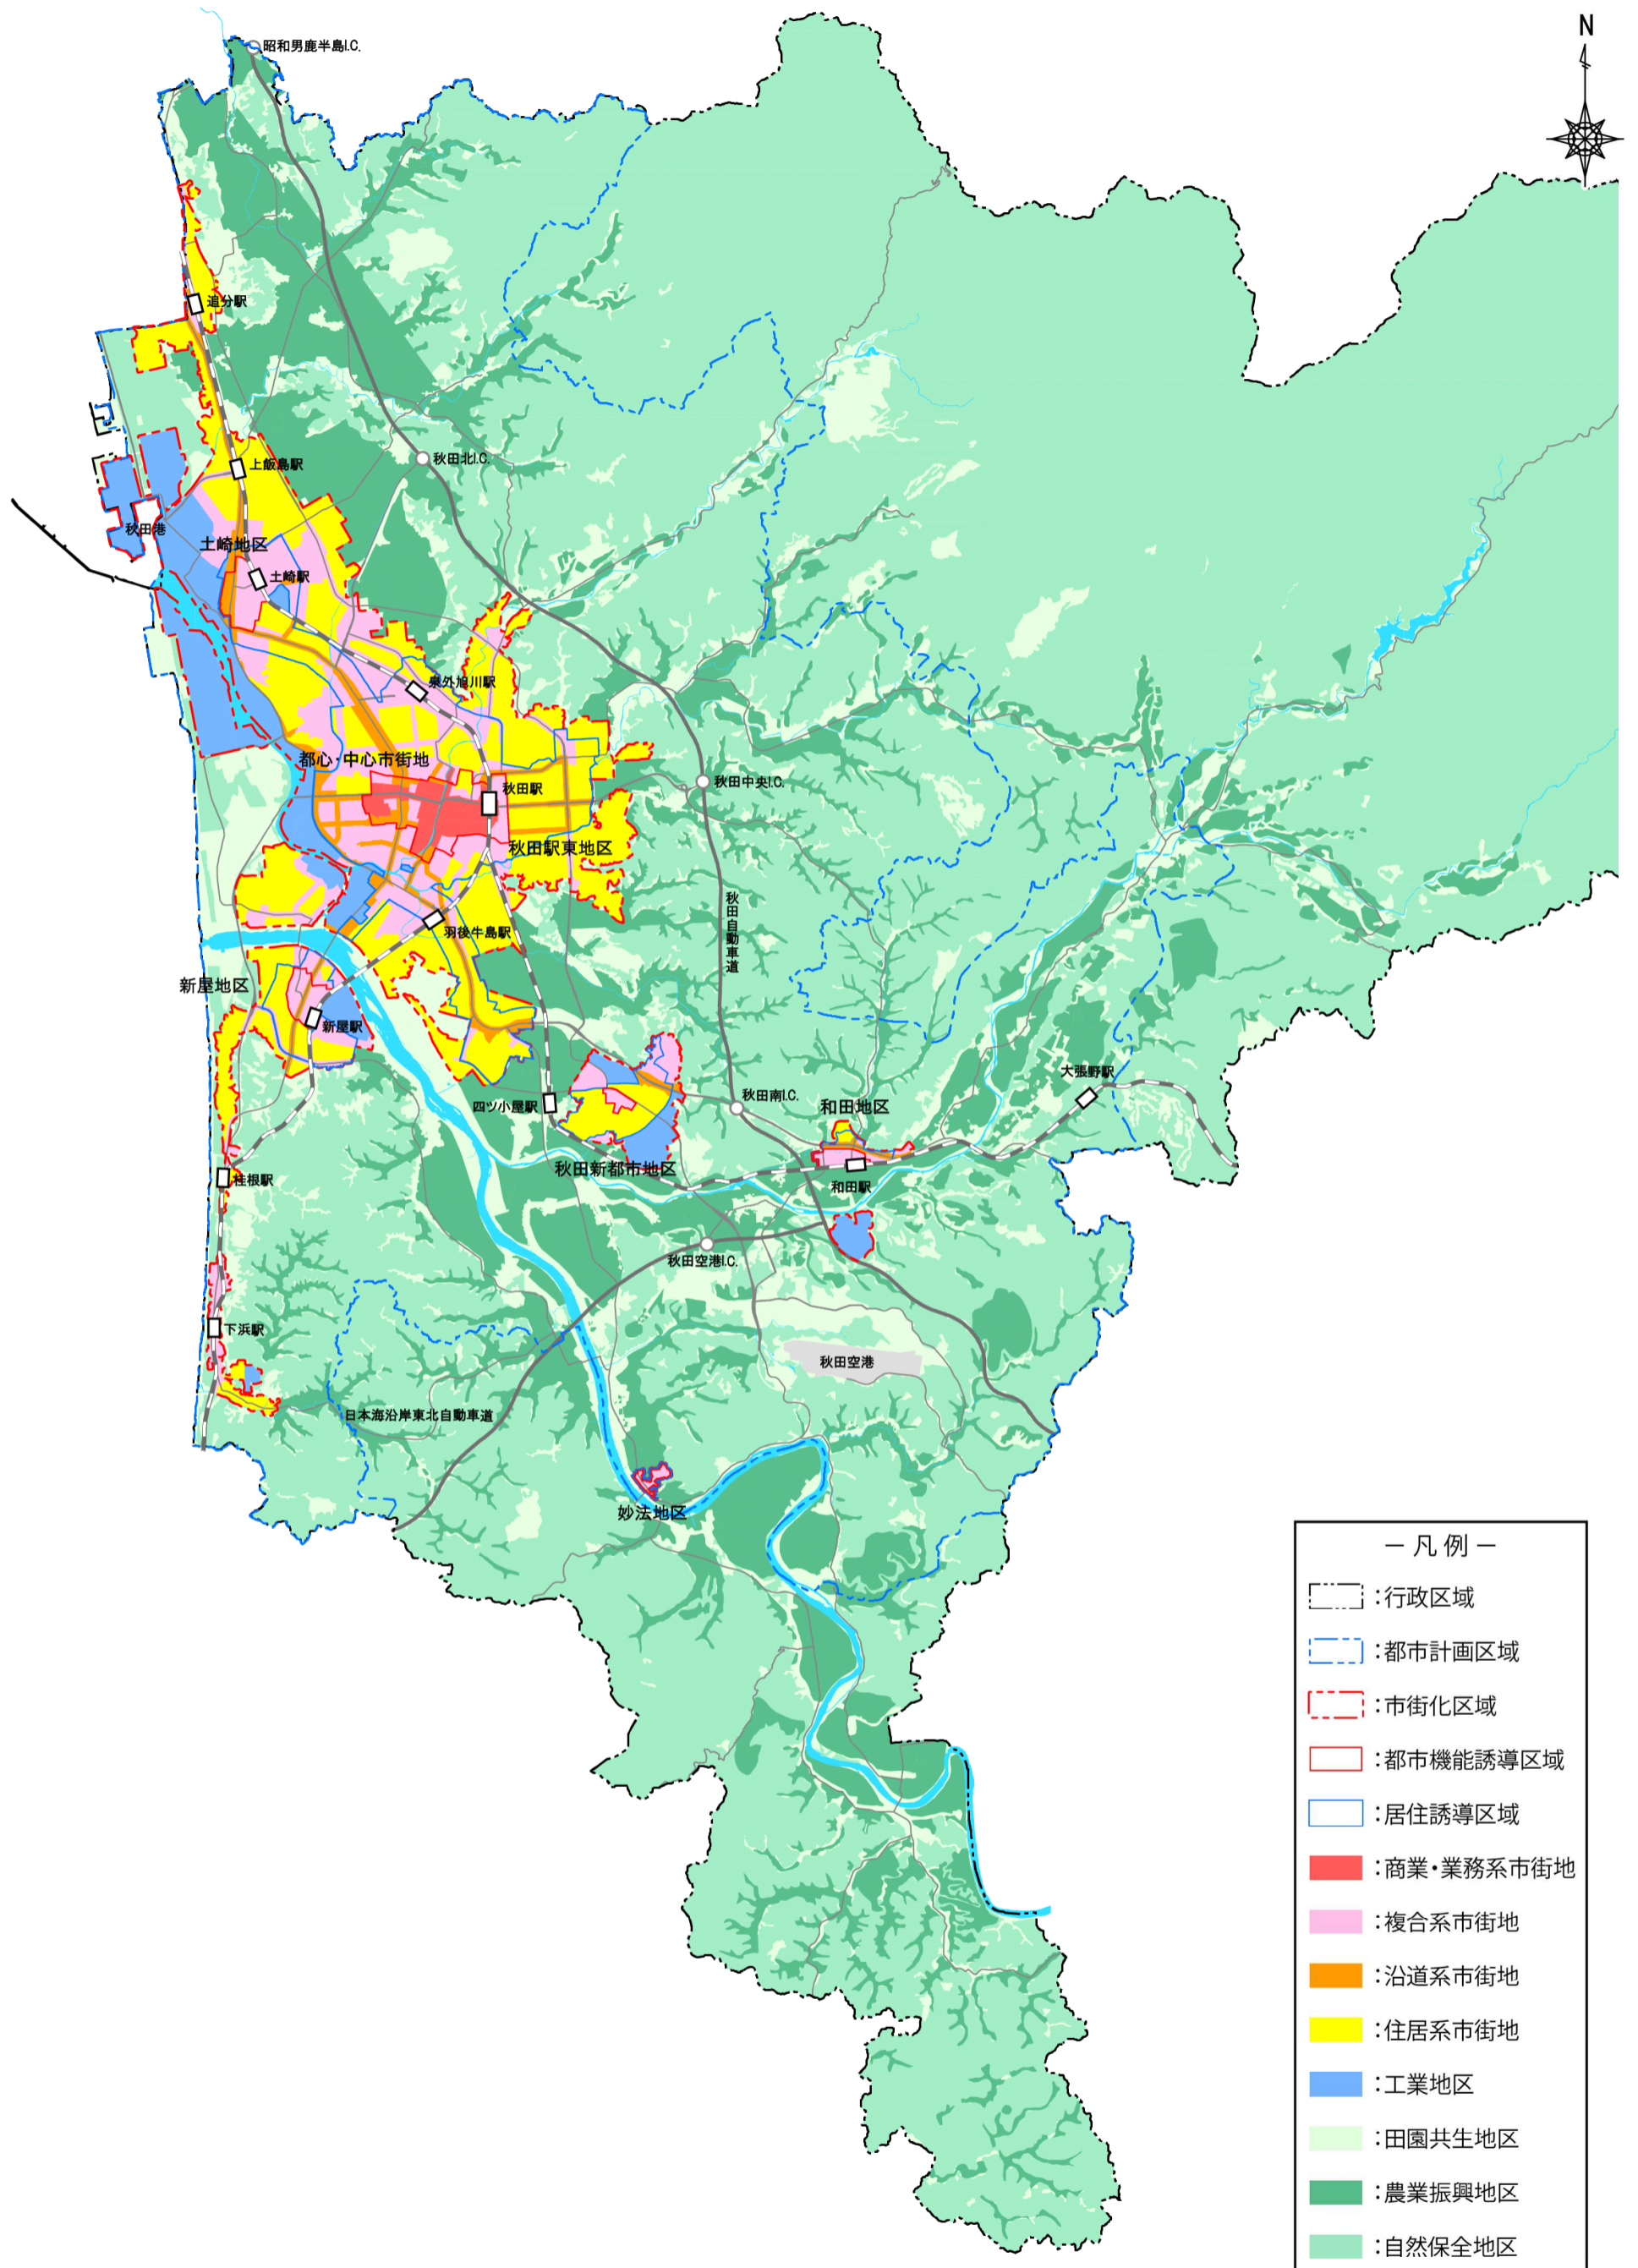 N
昭和男鹿半島I.C.
追分駅
上飯島駅
秋田北I.C.
秋田港
土崎地区
土崎駅
泉外旭川駅
都心・中心市街地
秋田駅
秋田中央I.C.
秋田駅東地区
秋田自動車道
羽後牛島駅
新屋地区
新屋駅
大張野駅
四ツ小屋駅
秋田南I.C.
和田地区
秋田新都市地区
桂根駅
和田駅
秋田空港I.C.
下浜駅
秋田空港
日本海沿岸東北自動車道
妙法地区
－凡例－
：行政区域
：都市計画区域
：市街化区域
：都市機能誘導区域
：居住誘導区域
：商業・業務系市街地
：複合系市街地
：沿道系市街地
：住居系市街地
：工業地区
：田園共生地区
：農業振興地区
：自然保全地区